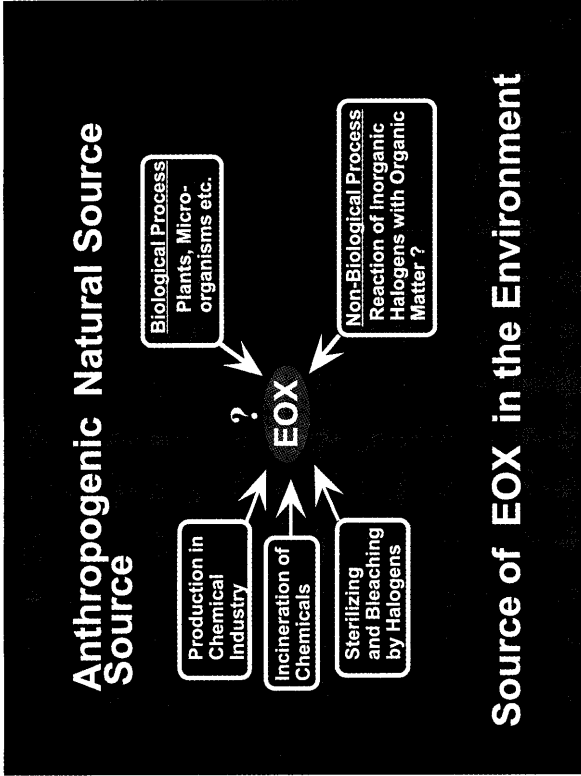 Anthropogenic
Source
Natural Source
Production in
Chemical
Industry
Incineration of
Chemicals
Sterilizing
and Bleaching
by Halogens
?
EOX
Biological Process
Plants, Micro-
organisms etc.
Non-Biological Process
Reaction of Inorganic
Halogens with Organic
Matter ?
Source of EOX in the Environment